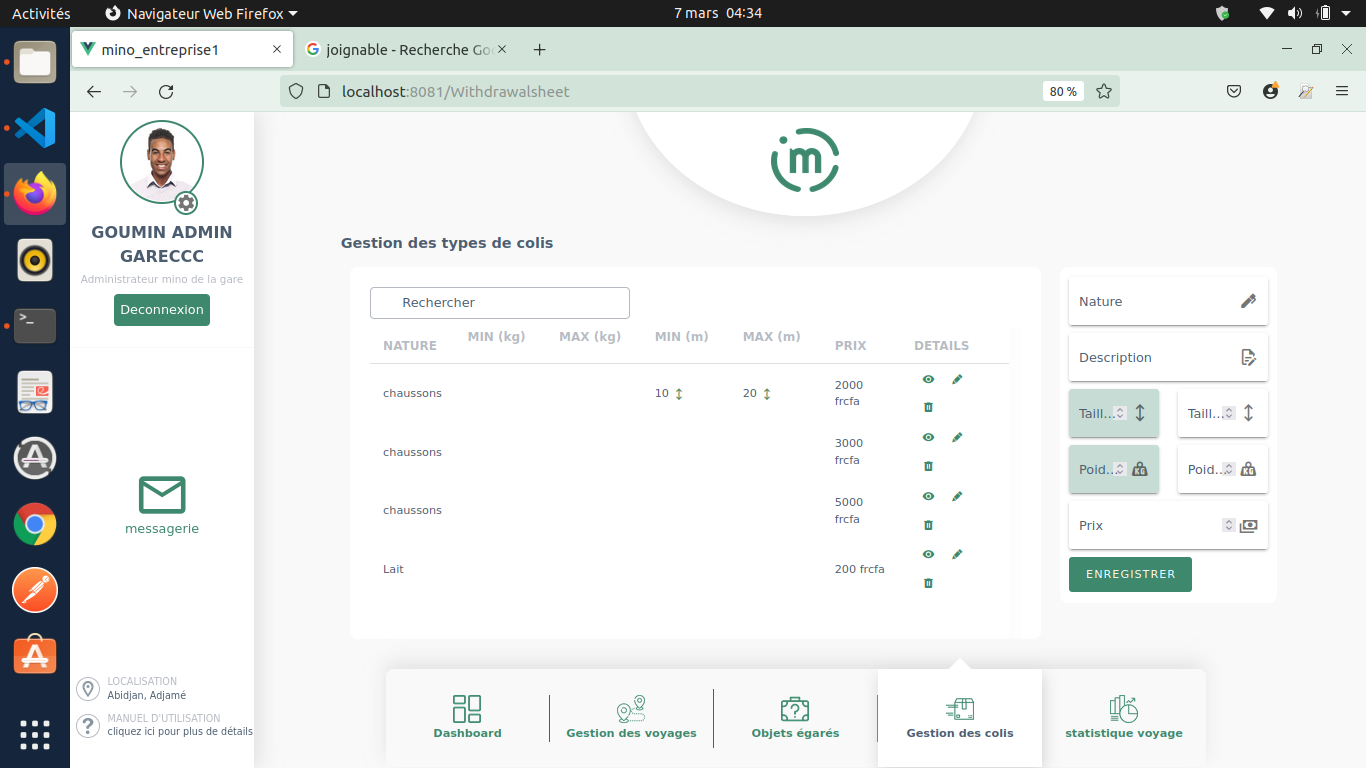 Activités
Navigateur Web Firefox
7 mars 04:34
mino_entreprise1
joignable - Recherche Goo
localhost:8081/Withdrawalsheet
80 %
GOUMIN ADMIN
GARECCC
Administrateur mino de la gare
Deconnexion
messagerie
LOCALISATION
Abidjan, Adjamé
MANUEL D'UTILISATION
cliquez ici pour plus de détails
m
Gestion des types de colis
Rechercher
NATURE MIN (kg) MAX (kg) MIN (m) MAX (m) PRIX DETAILS
chaussons 10 20 2000 frcfa
chaussons 3000 frcfa
chaussons 5000 frcfa
Lait 200 frcfa
Nature
Description
Taill... Taill...
Poid... KG Poid... KG
Prix
ENREGISTRER
Dashboard
Gestion des voyages
Objets égarés
Gestion des colis
statistique voyage